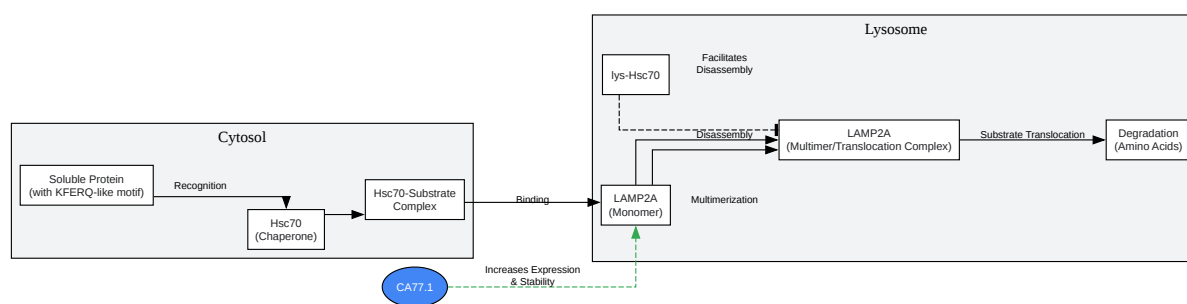 Lysosome
lys-Hsc70
Facilitates
Disassembly
Cytosol
Soluble Protein
(with KFERQ-like motif)
Recognition
Hsc70
(Chaperone)
Hsc70-Substrate
Complex
Binding
LAMP2A
(Monomer)
Disassembly
Multimerization
LAMP2A
(Multimer/Translocation Complex)
Substrate Translocation
Degradation
(Amino Acids)
CA77.1
Increases Expression
& Stability